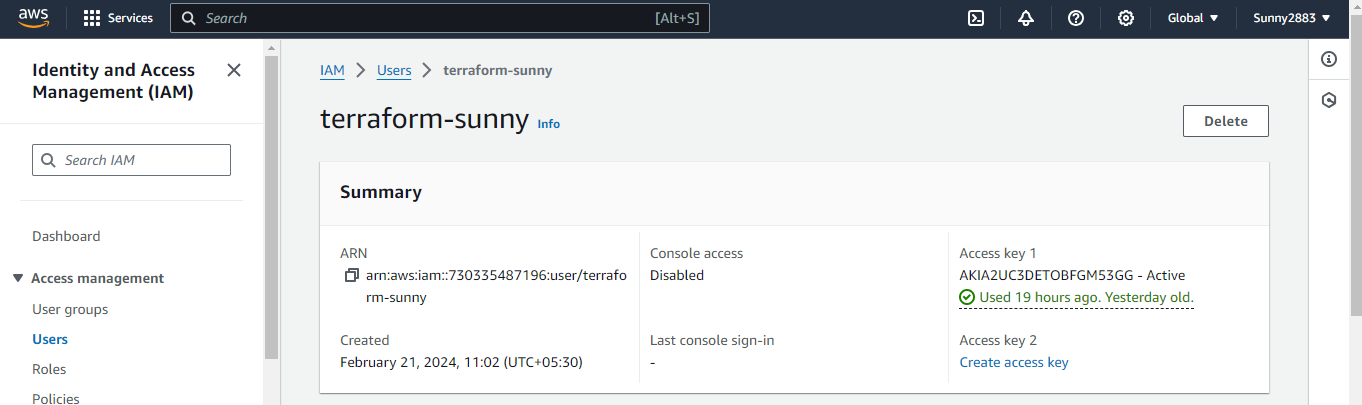 aws
Services
Search
[Alt+S]
Global
Sunny2883
Identity and Access
Management (IAM)
Search IAM
Dashboard
Access management
User groups
Users
Roles
Policies
IAM
Users
terraform-sunny
terraform-sunny
Info
Delete
Summary
ARN
arn:aws:iam::730335487196:user/terrafo
rm-sunny
Created
February 21, 2024, 11:02 (UTC+05:30)
Console access
Disabled
Last console sign-in
-
Access key 1
AKIA2UC3DETOBFGM53GG - Active
Used 19 hours ago. Yesterday old.
Access key 2
Create access key